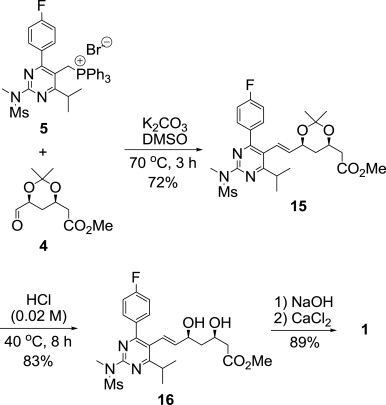 F
Br⊖
N
⊕
PPh3
N
N
Ms
5
+
O
O
O
CO2Me
4
K2CO3
DMSO
70 °C, 3 h
72%
F
O
O
N
N
N
Ms
CO2Me
15
HCl
(0.02 M)
40 °C, 8 h
83%
F
OH
OH
N
N
N
Ms
CO2Me
16
1) NaOH
2) CaCl2
89%
1